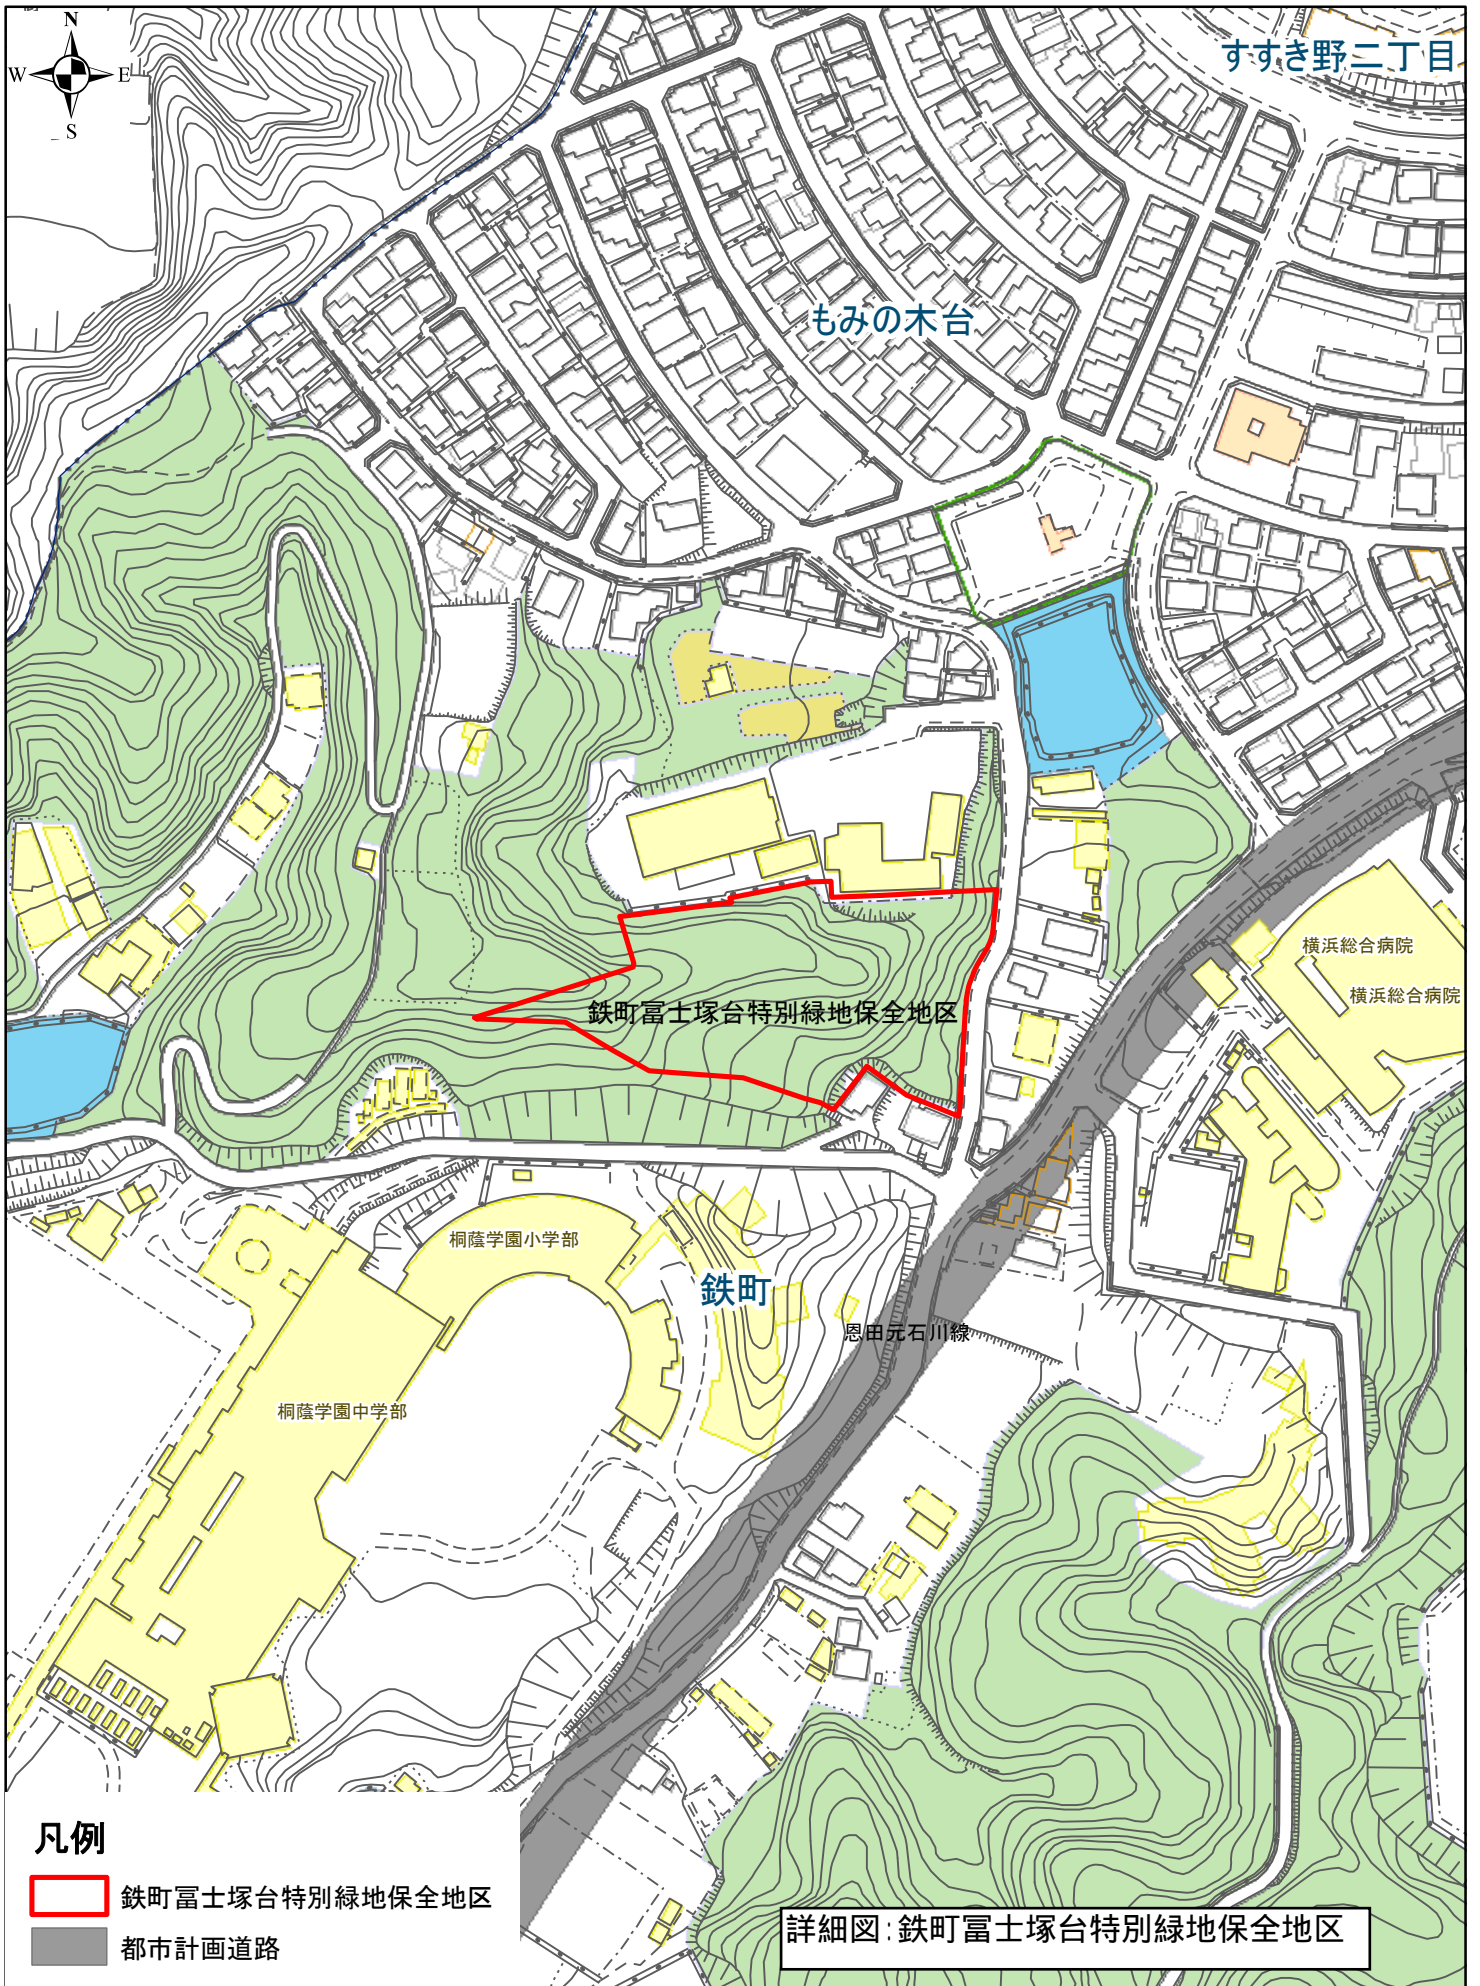 N
W
E
S
すすき野二丁目
もみの木台
横浜総合病院
横浜総合病院
鉄町冨士塚台特別緑地保全地区
桐蔭学園小学部
鉄町
恩田元石川線
桐蔭学園中学部
凡例
鉄町冨士塚台特別緑地保全地区
都市計画道路
詳細図:鉄町冨士塚台特別緑地保全地区